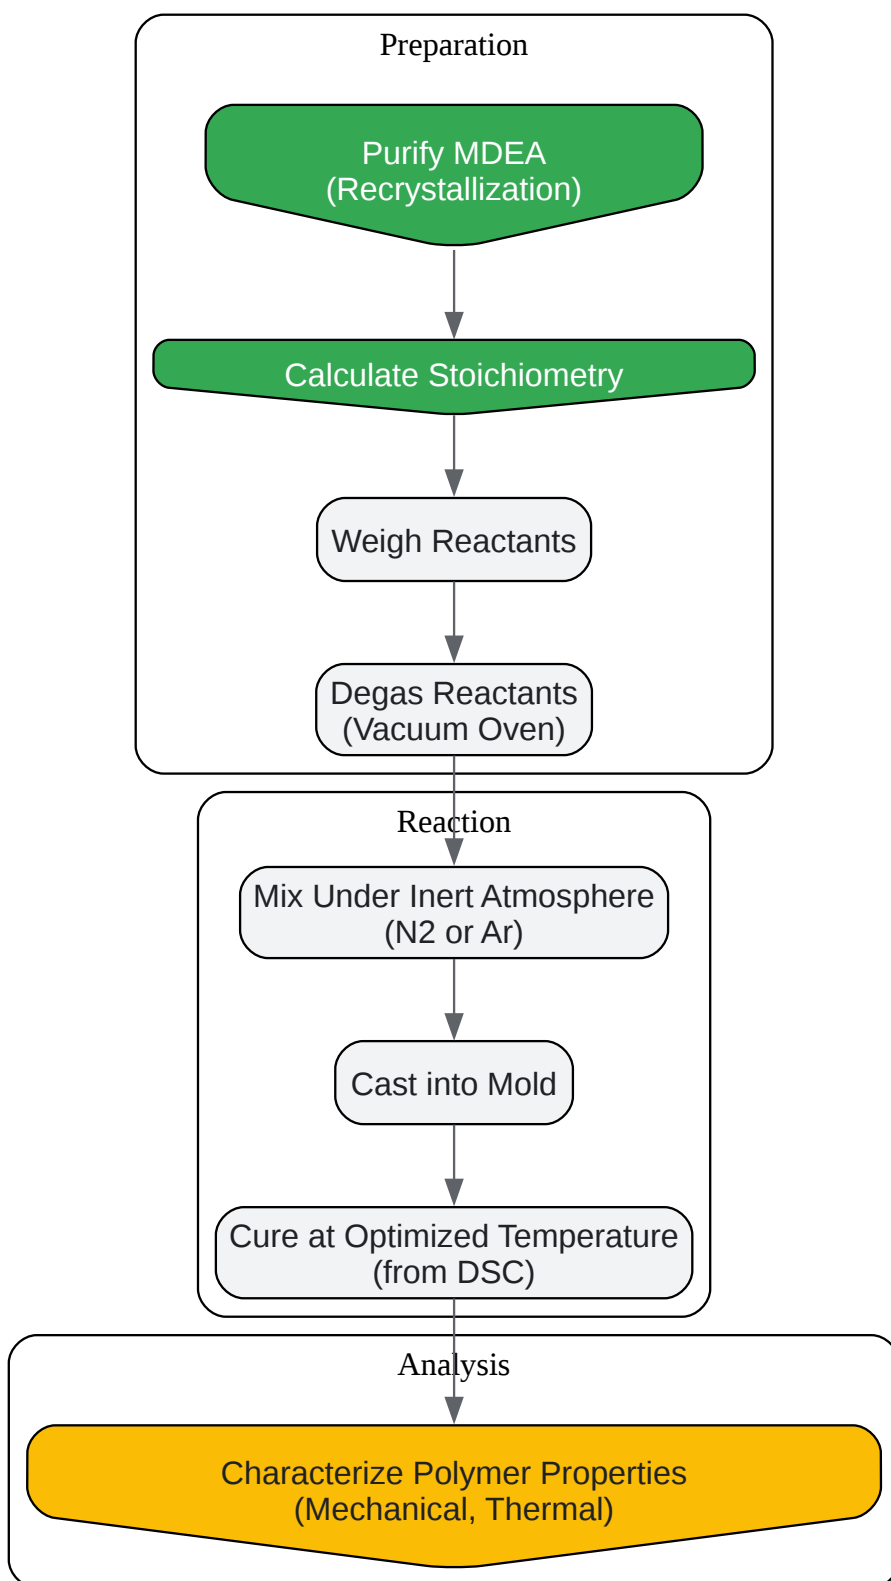 Preparation
Purify MDEA
(Recrystallization)
Calculate Stoichiometry
Weigh Reactants
Degas Reactants
(Vacuum Oven)
Reaction
Mix Under Inert Atmosphere
(N2 or Ar)
Cast into Mold
Cure at Optimized Temperature
(from DSC)
Analysis
Characterize Polymer Properties
(Mechanical, Thermal)